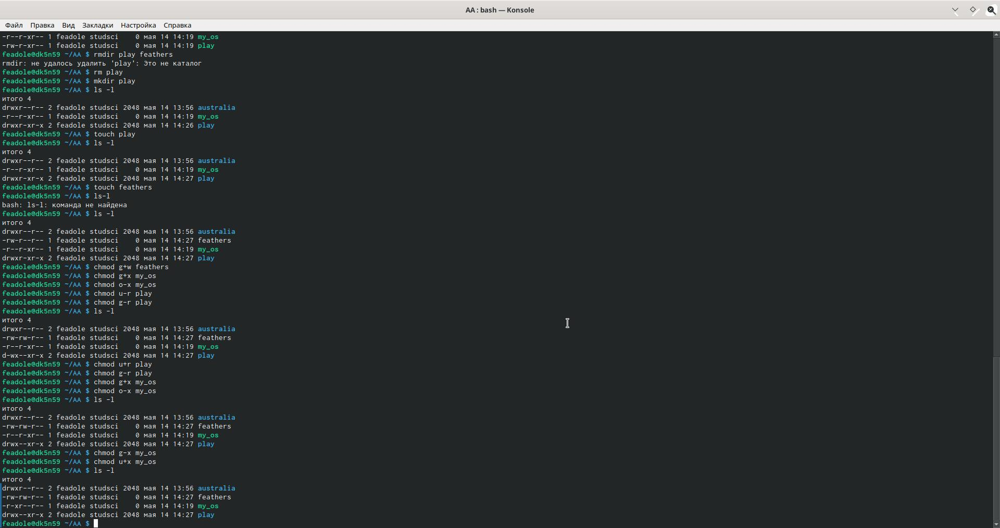 AA : bash — Konsole
Файл Правка Вид Закладки Настройка Справка
-r--r-xr-- 1 feadole studsci    0 мая 14 14:19 my_os
-rw-r-xr-- 1 feadole studsci    0 мая 14 14:19 play
feadole@dk5n59 ~/AA $ rmdir play feathers
rmdir: не удалось удалить 'play': Это не каталог
feadole@dk5n59 ~/AA $ rm play
feadole@dk5n59 ~/AA $ mkdir play
feadole@dk5n59 ~/AA $ ls -l
итого 4
drwxr--r-- 2 feadole studsci 2048 мая 14 13:56 australia
-r--r-xr-- 1 feadole studsci    0 мая 14 14:19 my_os
drwxr-xr-x 2 feadole studsci 2048 мая 14 14:26 play
feadole@dk5n59 ~/AA $ touch play
feadole@dk5n59 ~/AA $ ls -l
итого 4
drwxr--r-- 2 feadole studsci 2048 мая 14 13:56 australia
-r--r-xr-- 1 feadole studsci    0 мая 14 14:19 my_os
drwxr-xr-x 2 feadole studsci 2048 мая 14 14:27 play
feadole@dk5n59 ~/AA $ touch feathers
feadole@dk5n59 ~/AA $ ls-l
bash: ls-l: команда не найдена
feadole@dk5n59 ~/AA $ ls -l
итого 4
drwxr--r-- 2 feadole studsci 2048 мая 14 13:56 australia
-rw-r--r-- 1 feadole studsci    0 мая 14 14:27 feathers
-r--r-xr-- 1 feadole studsci    0 мая 14 14:19 my_os
drwxr-xr-x 2 feadole studsci 2048 мая 14 14:27 play
feadole@dk5n59 ~/AA $ chmod g+w feathers
feadole@dk5n59 ~/AA $ chmod g+x my_os
feadole@dk5n59 ~/AA $ chmod o-x my_os
feadole@dk5n59 ~/AA $ chmod u-r play
feadole@dk5n59 ~/AA $ chmod g-r play
feadole@dk5n59 ~/AA $ ls -l
итого 4
drwxr--r-- 2 feadole studsci 2048 мая 14 13:56 australia
-rw-rw-r-- 1 feadole studsci    0 мая 14 14:27 feathers
-r--r-xr-- 1 feadole studsci    0 мая 14 14:19 my_os
d-wx--xr-x 2 feadole studsci 2048 мая 14 14:27 play
feadole@dk5n59 ~/AA $ chmod u+r play
feadole@dk5n59 ~/AA $ chmod g-r play
feadole@dk5n59 ~/AA $ chmod g+x my_os
feadole@dk5n59 ~/AA $ chmod o-x my_os
feadole@dk5n59 ~/AA $ ls -l
итого 4
drwxr--r-- 2 feadole studsci 2048 мая 14 13:56 australia
-rw-rw-r-- 1 feadole studsci    0 мая 14 14:27 feathers
-r--r-xr-- 1 feadole studsci    0 мая 14 14:19 my_os
drwx--xr-x 2 feadole studsci 2048 мая 14 14:27 play
feadole@dk5n59 ~/AA $ chmod g-x my_os
feadole@dk5n59 ~/AA $ chmod u+x my_os
feadole@dk5n59 ~/AA $ ls -l
итого 4
drwxr--r-- 2 feadole studsci 2048 мая 14 13:56 australia
-rw-rw-r-- 1 feadole studsci    0 мая 14 14:27 feathers
-r-xr--r-- 1 feadole studsci    0 мая 14 14:19 my_os
drwx--xr-x 2 feadole studsci 2048 мая 14 14:27 play
feadole@dk5n59 ~/AA $